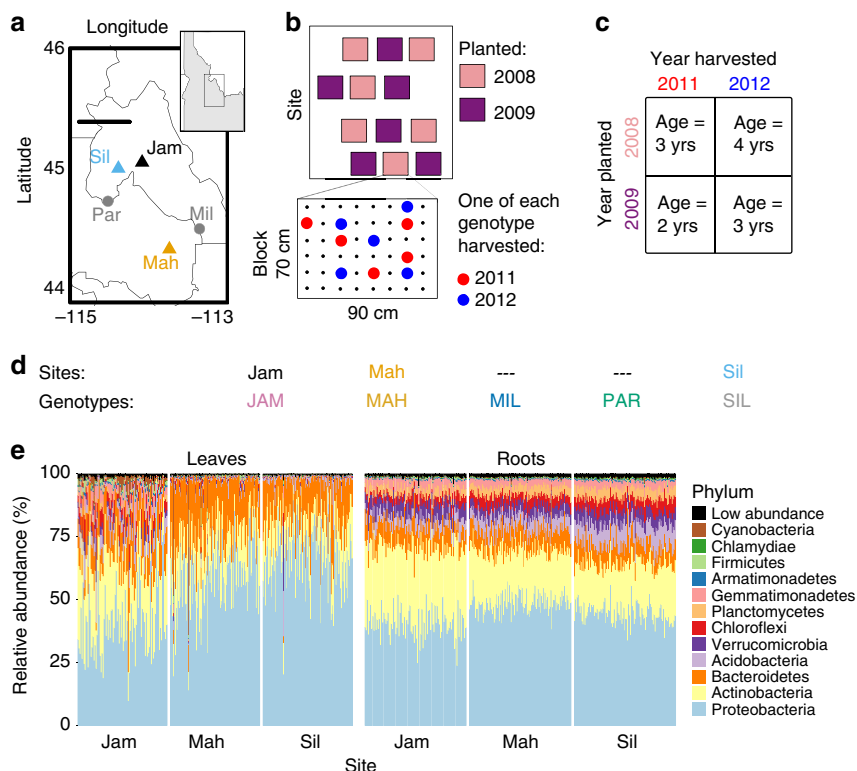 a
Longitude
46
45
44
Latitude
Jam
Sil
Par
Mil
Mah
–115
–113
b
Site
Planted:
2008
2009
Block
70 cm
90 cm
One of each
genotype
harvested:
2011
2012
c
Year harvested
2011
2012
Year planted
2008
2009
Age =
3 yrs
Age =
4 yrs
Age =
2 yrs
Age =
3 yrs
d
Sites: Jam Mah --- --- Sil
Genotypes: JAM MAH MIL PAR SIL
e
Leaves
Roots
Relative abundance (%)
100
75
50
25
0
Jam Mah Sil Jam Mah Sil
Site
Phylum
Low abundance
Cyanobacteria
Chlamydiae
Firmicutes
Armatimonadetes
Gemmatimonadetes
Planctomycetes
Chloroflexi
Verrucomicrobia
Acidobacteria
Bacteroidetes
Actinobacteria
Proteobacteria